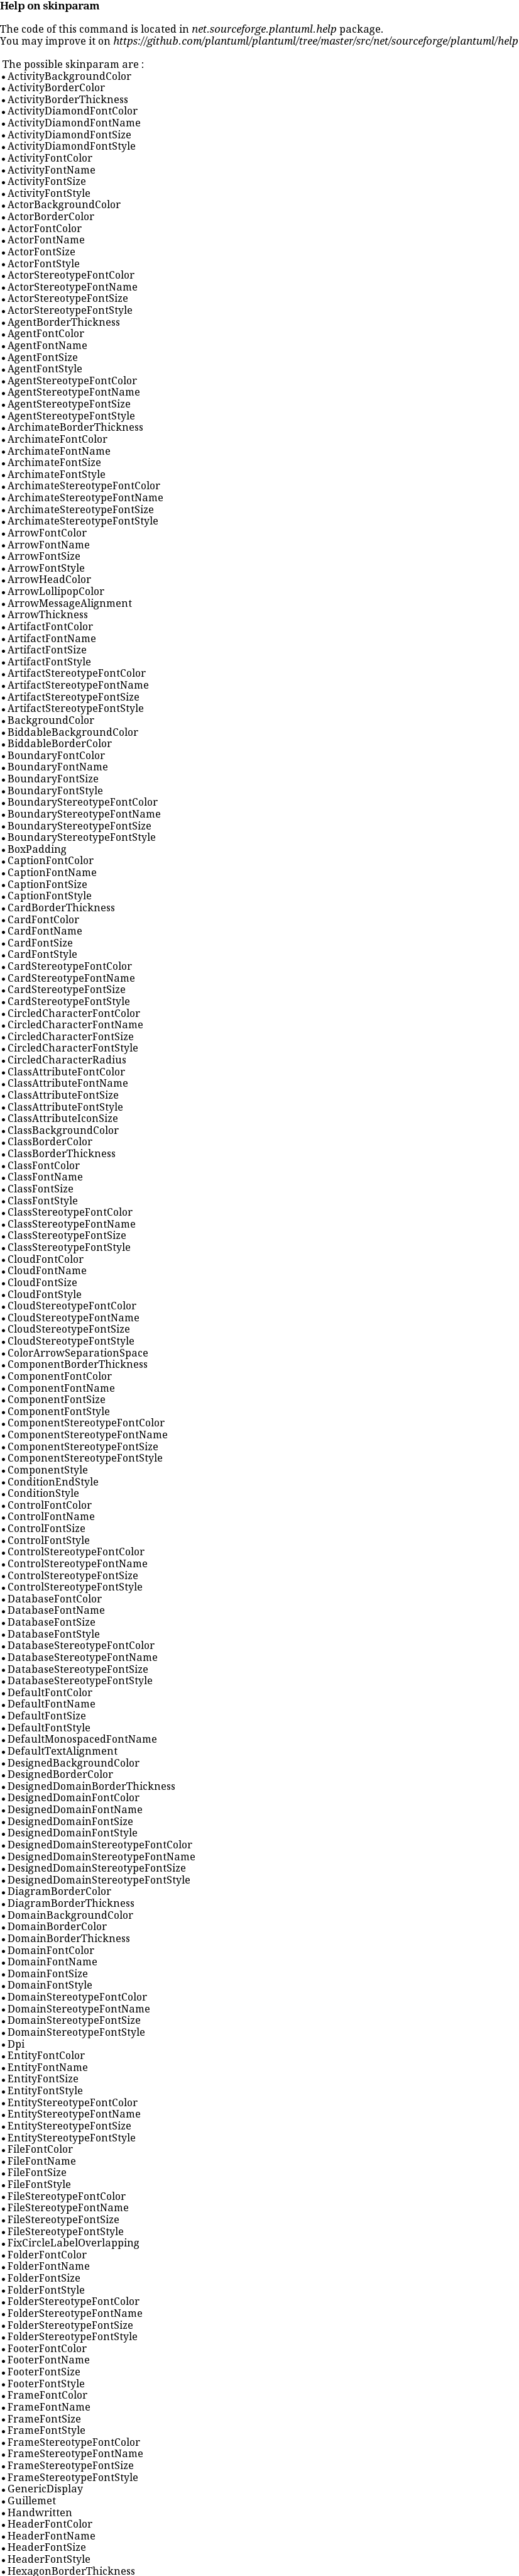 Help on skinparam
The code of this command is located in net.sourceforge.plantuml.help package.
You may improve it on https://github.com/plantuml/plantuml/tree/master/src/net/sourceforge/plantuml/help
The possible skinparam are :
• ActivityBackgroundColor
• ActivityBorderColor
• ActivityBorderThickness
• ActivityDiamondFontColor
• ActivityDiamondFontName
• ActivityDiamondFontSize
• ActivityDiamondFontStyle
• ActivityFontColor
• ActivityFontName
• ActivityFontSize
• ActivityFontStyle
• ActorBackgroundColor
• ActorBorderColor
• ActorFontColor
• ActorFontName
• ActorFontSize
• ActorFontStyle
• ActorStereotypeFontColor
• ActorStereotypeFontName
• ActorStereotypeFontSize
• ActorStereotypeFontStyle
• AgentBorderThickness
• AgentFontColor
• AgentFontName
• AgentFontSize
• AgentFontStyle
• AgentStereotypeFontColor
• AgentStereotypeFontName
• AgentStereotypeFontSize
• AgentStereotypeFontStyle
• ArchimateBorderThickness
• ArchimateFontColor
• ArchimateFontName
• ArchimateFontSize
• ArchimateFontStyle
• ArchimateStereotypeFontColor
• ArchimateStereotypeFontName
• ArchimateStereotypeFontSize
• ArchimateStereotypeFontStyle
• ArrowFontColor
• ArrowFontName
• ArrowFontSize
• ArrowFontStyle
• ArrowHeadColor
• ArrowLollipopColor
• ArrowMessageAlignment
• ArrowThickness
• ArtifactFontColor
• ArtifactFontName
• ArtifactFontSize
• ArtifactFontStyle
• ArtifactStereotypeFontColor
• ArtifactStereotypeFontName
• ArtifactStereotypeFontSize
• ArtifactStereotypeFontStyle
• BackgroundColor
• BiddableBackgroundColor
• BiddableBorderColor
• BoundaryFontColor
• BoundaryFontName
• BoundaryFontSize
• BoundaryFontStyle
• BoundaryStereotypeFontColor
• BoundaryStereotypeFontName
• BoundaryStereotypeFontSize
• BoundaryStereotypeFontStyle
• BoxPadding
• CaptionFontColor
• CaptionFontName
• CaptionFontSize
• CaptionFontStyle
• CardBorderThickness
• CardFontColor
• CardFontName
• CardFontSize
• CardFontStyle
• CardStereotypeFontColor
• CardStereotypeFontName
• CardStereotypeFontSize
• CardStereotypeFontStyle
• CircledCharacterFontColor
• CircledCharacterFontName
• CircledCharacterFontSize
• CircledCharacterFontStyle
• CircledCharacterRadius
• ClassAttributeFontColor
• ClassAttributeFontName
• ClassAttributeFontSize
• ClassAttributeFontStyle
• ClassAttributeIconSize
• ClassBackgroundColor
• ClassBorderColor
• ClassBorderThickness
• ClassFontColor
• ClassFontName
• ClassFontSize
• ClassFontStyle
• ClassStereotypeFontColor
• ClassStereotypeFontName
• ClassStereotypeFontSize
• ClassStereotypeFontStyle
• CloudFontColor
• CloudFontName
• CloudFontSize
• CloudFontStyle
• CloudStereotypeFontColor
• CloudStereotypeFontName
• CloudStereotypeFontSize
• CloudStereotypeFontStyle
• ColorArrowSeparationSpace
• ComponentBorderThickness
• ComponentFontColor
• ComponentFontName
• ComponentFontSize
• ComponentFontStyle
• ComponentStereotypeFontColor
• ComponentStereotypeFontName
• ComponentStereotypeFontSize
• ComponentStereotypeFontStyle
• ComponentStyle
• ConditionEndStyle
• ConditionStyle
• ControlFontColor
• ControlFontName
• ControlFontSize
• ControlFontStyle
• ControlStereotypeFontColor
• ControlStereotypeFontName
• ControlStereotypeFontSize
• ControlStereotypeFontStyle
• DatabaseFontColor
• DatabaseFontName
• DatabaseFontSize
• DatabaseFontStyle
• DatabaseStereotypeFontColor
• DatabaseStereotypeFontName
• DatabaseStereotypeFontSize
• DatabaseStereotypeFontStyle
• DefaultFontColor
• DefaultFontName
• DefaultFontSize
• DefaultFontStyle
• DefaultMonospacedFontName
• DefaultTextAlignment
• DesignedBackgroundColor
• DesignedBorderColor
• DesignedDomainBorderThickness
• DesignedDomainFontColor
• DesignedDomainFontName
• DesignedDomainFontSize
• DesignedDomainFontStyle
• DesignedDomainStereotypeFontColor
• DesignedDomainStereotypeFontName
• DesignedDomainStereotypeFontSize
• DesignedDomainStereotypeFontStyle
• DiagramBorderColor
• DiagramBorderThickness
• DomainBackgroundColor
• DomainBorderColor
• DomainBorderThickness
• DomainFontColor
• DomainFontName
• DomainFontSize
• DomainFontStyle
• DomainStereotypeFontColor
• DomainStereotypeFontName
• DomainStereotypeFontSize
• DomainStereotypeFontStyle
• Dpi
• EntityFontColor
• EntityFontName
• EntityFontSize
• EntityFontStyle
• EntityStereotypeFontColor
• EntityStereotypeFontName
• EntityStereotypeFontSize
• EntityStereotypeFontStyle
• FileFontColor
• FileFontName
• FileFontSize
• FileFontStyle
• FileStereotypeFontColor
• FileStereotypeFontName
• FileStereotypeFontSize
• FileStereotypeFontStyle
• FixCircleLabelOverlapping
• FolderFontColor
• FolderFontName
• FolderFontSize
• FolderFontStyle
• FolderStereotypeFontColor
• FolderStereotypeFontName
• FolderStereotypeFontSize
• FolderStereotypeFontStyle
• FooterFontColor
• FooterFontName
• FooterFontSize
• FooterFontStyle
• FrameFontColor
• FrameFontName
• FrameFontSize
• FrameFontStyle
• FrameStereotypeFontColor
• FrameStereotypeFontName
• FrameStereotypeFontSize
• FrameStereotypeFontStyle
• GenericDisplay
• Guillemet
• Handwritten
• HeaderFontColor
• HeaderFontName
• HeaderFontSize
• HeaderFontStyle
• HexagonBorderThickness